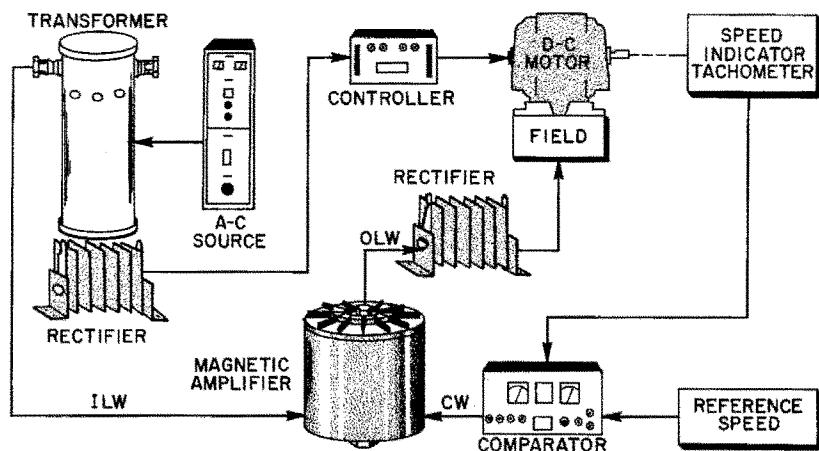 TRANSFORMER
D-C
MOTOR
SPEED
INDICATOR
TACHOMETER
CONTROLLER
FIELD
RECTIFIER
A-C
SOURCE
OLW
RECTIFIER
MAGNETIC
AMPLIFIER
ILW
CW
REFERENCE
SPEED
COMPARATOR